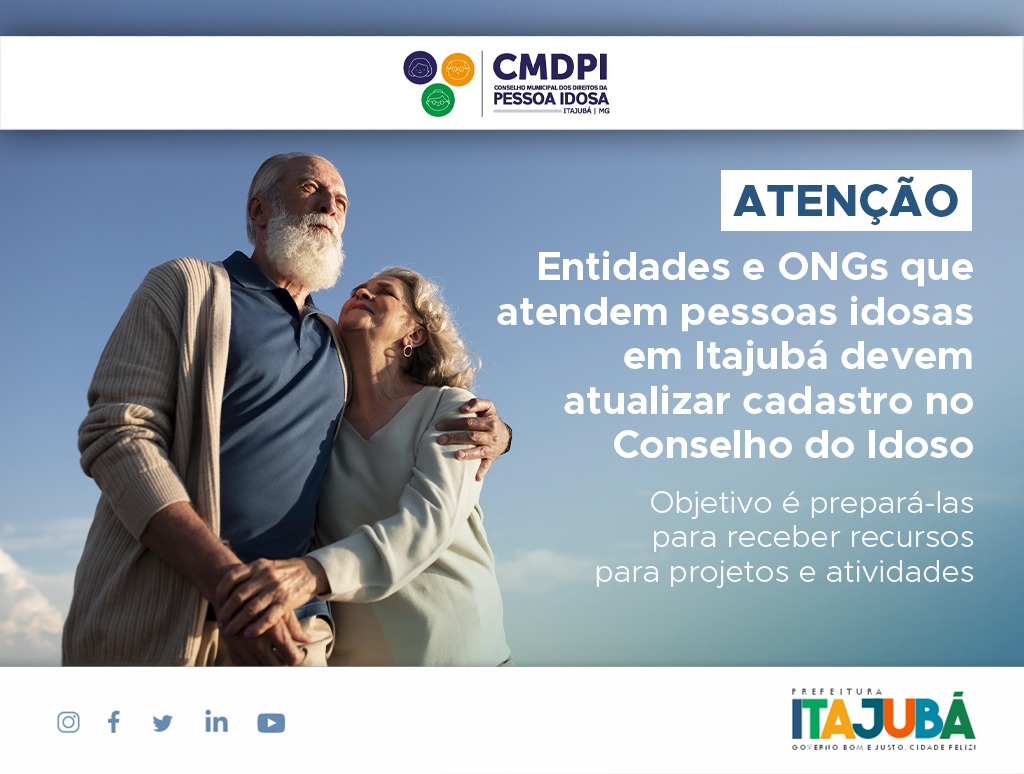 CMDPI
CONSELHO MUNICIPAL DOS DIREITOS DA
PESSOA IDOSA
ITAJUBÁ | MG
ATENÇÃO
Entidades e ONGs que
atendem pessoas idosas
em Itajubá devem
atualizar cadastro no
Conselho do Idoso
Objetivo é prepará-las
para receber recursos
para projetos e atividades
PREFEITURA
ITAJUBÁ
GOVERNO BOM E JUSTO, CIDADE FELIZ!